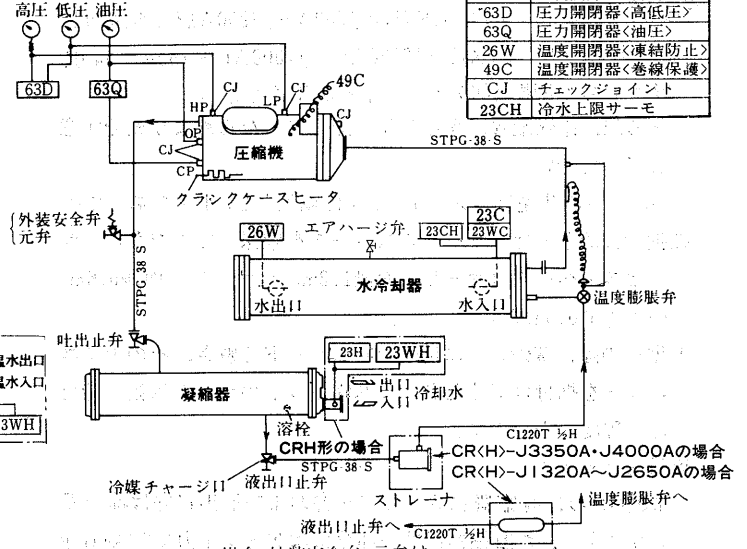 高圧 低圧 油圧
63D 圧力開閉器<高低圧>
63Q 圧力開閉器<油圧>
26W 温度開閉器<凍結防止>
49C 温度開閉器<巻線保護>
CJ チェックジョイント
23CH 冷水上限サーモ
63D
63Q
HP
CJ
LP
CJ
49C
CJ
OP
CJ
CP
圧縮機
クランクケースヒータ
STPG-38-S
外装安全弁
元弁
STPG 38 S
26W
エアパージ弁
23CH
23C
23WC
水冷却器
水出口
水入口
温度膨脹弁
吐出止弁
温水出口
温水入口
3WH
23H
23WH
凝縮器
出口
入口
冷却水
溶栓
CRH形の場合
C1220T ½H
STPG-38-S
冷媒チャージ口
液出口止弁
ストレーナ
CR<H>-J3350A・J4000Aの場合
CR<H>-J1320A〜J2650Aの場合
温度膨脹弁へ
液出口止弁へ
C1220T ½H